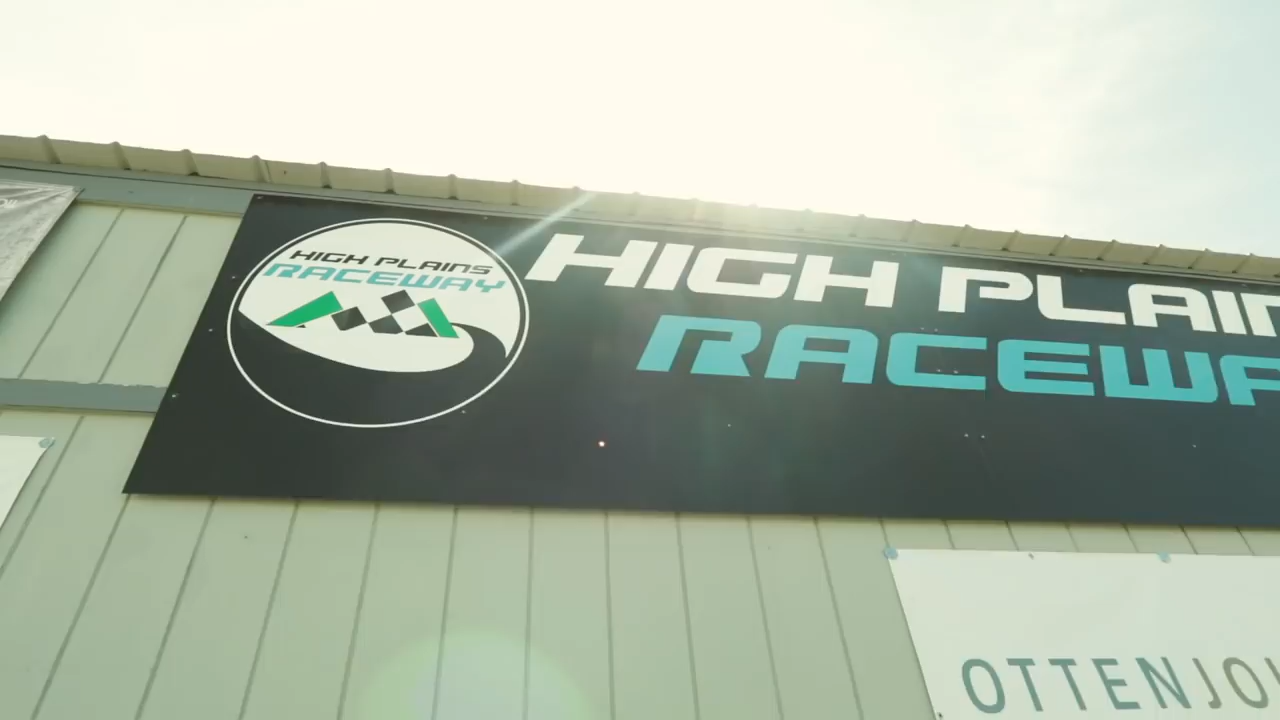 HIGH PLAINS
RACEWAY
HIGH PLAIN
RACEWA
OTTENJO